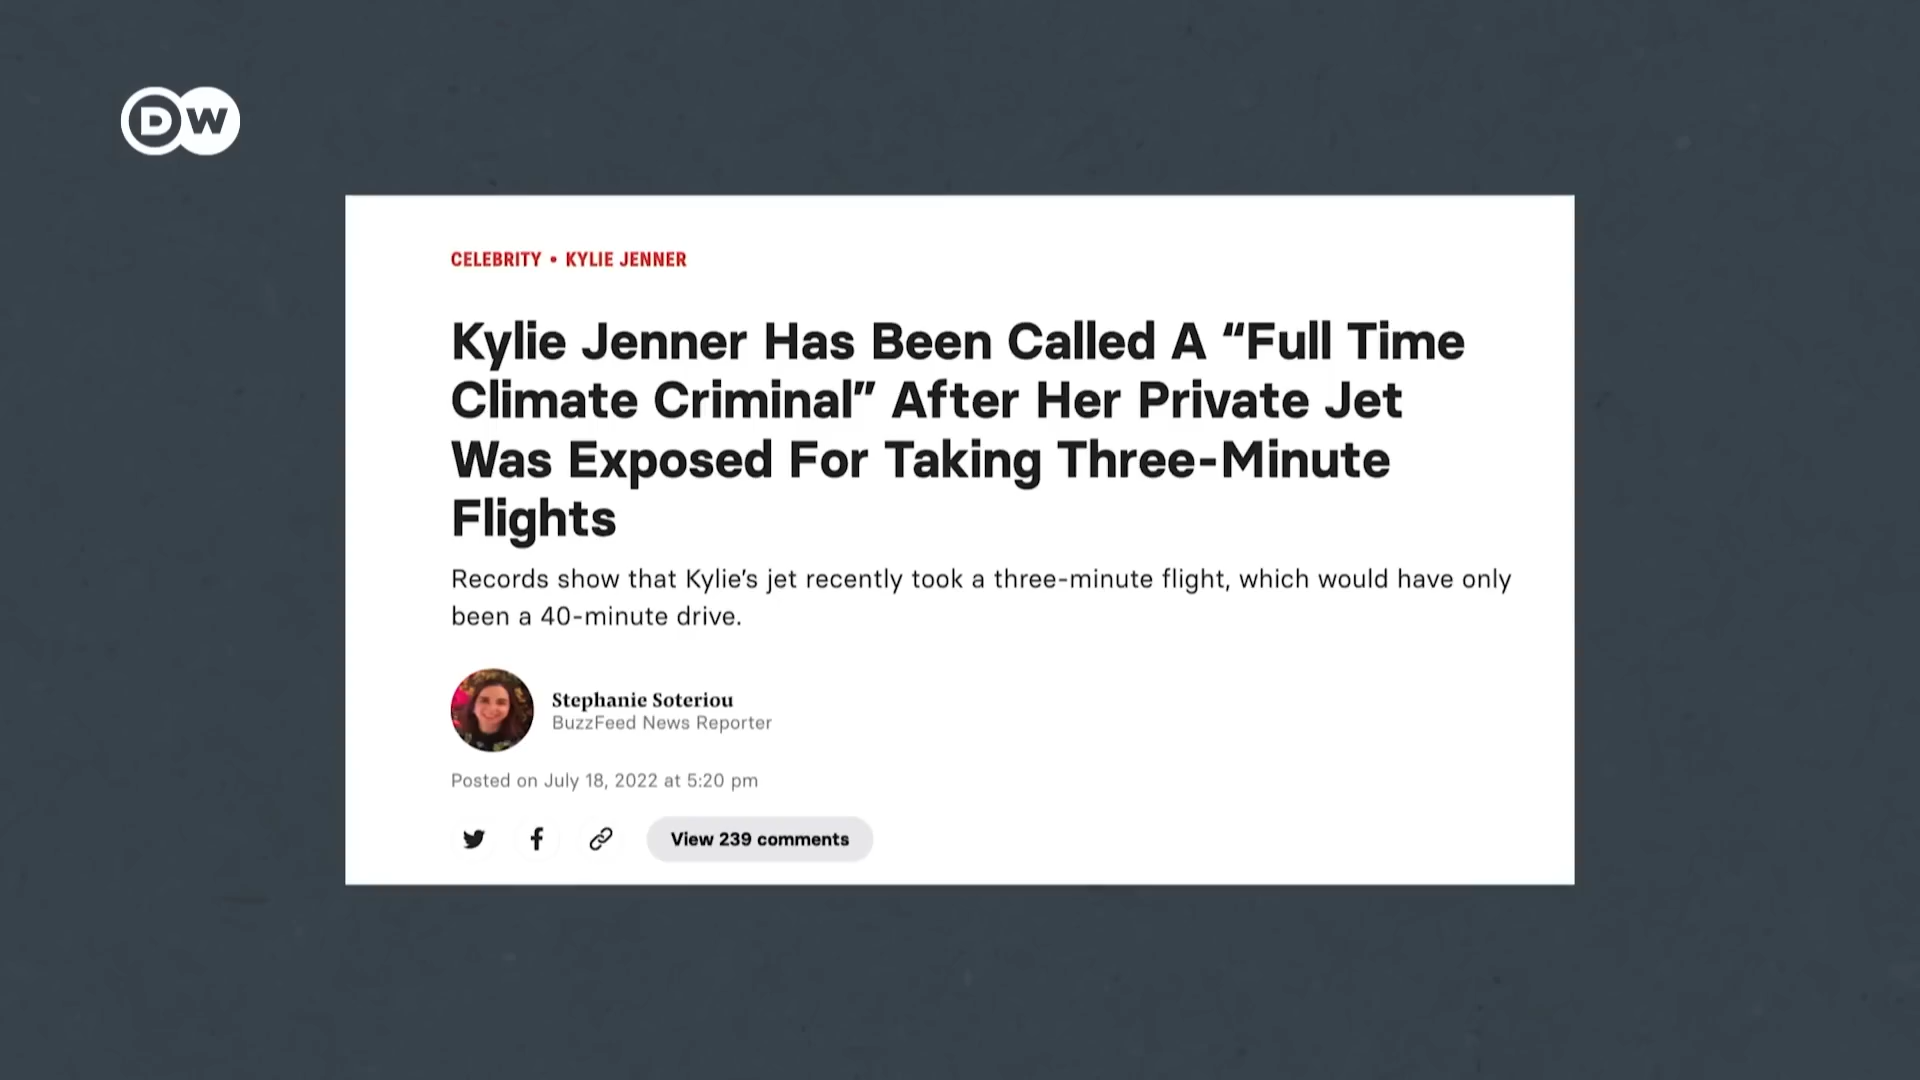 DW
CELEBRITY • KYLIE JENNER
Kylie Jenner Has Been Called A “Full Time
Climate Criminal” After Her Private Jet
Was Exposed For Taking Three-Minute
Flights
Records show that Kylie’s jet recently took a three-minute flight, which would have only
been a 40-minute drive.
Stephanie Soteriou
BuzzFeed News Reporter
Posted on July 18, 2022 at 5:20 pm
View 239 comments